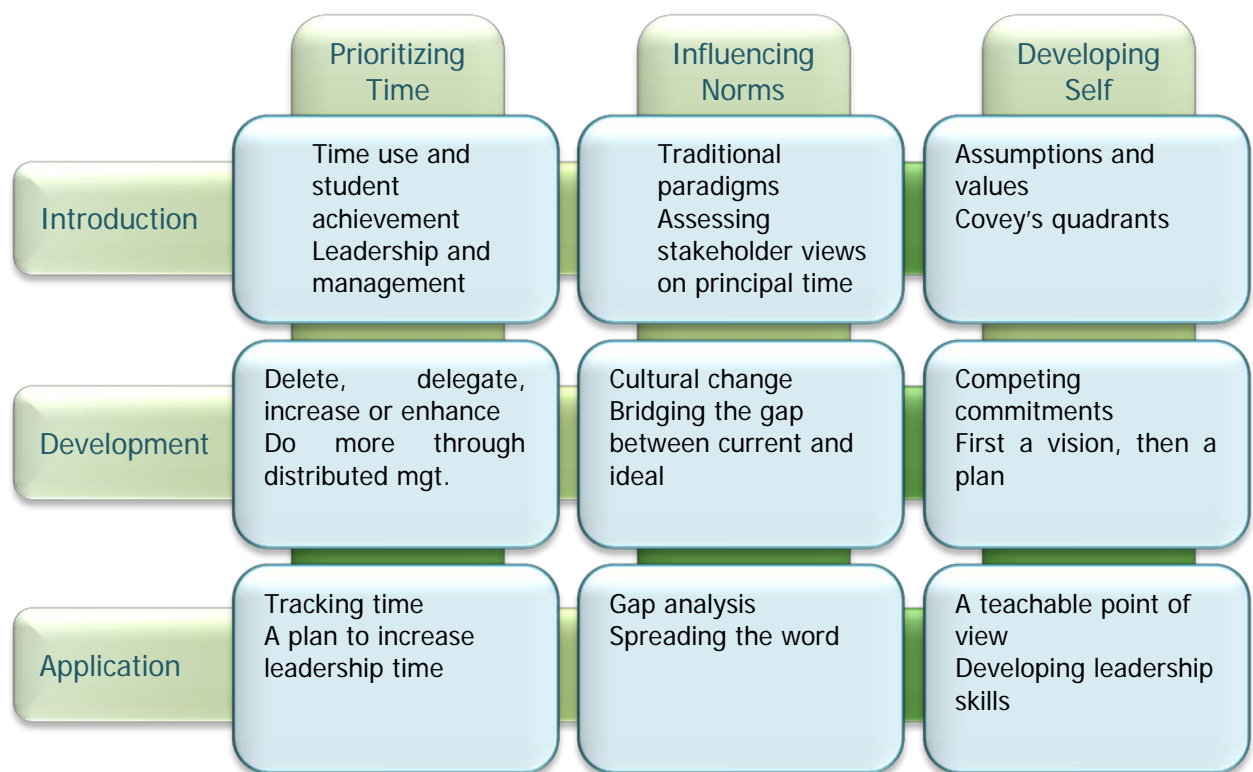 Prioritizing
Time
Influencing
Norms
Developing
Self
Introduction
Time use and
student
achievement
Leadership and
management
Traditional
paradigms
Assessing
stakeholder views
on principal time
Assumptions and
values
Covey's quadrants
Development
Delete, delegate,
increase or enhance
Do more through
distributed mgt.
Cultural change
Bridging the gap
between current and
ideal
Competing
commitments
First a vision, then a
plan
Application
Tracking time
A plan to increase
leadership time
Gap analysis
Spreading the word
A teachable point of
view
Developing leadership
skills